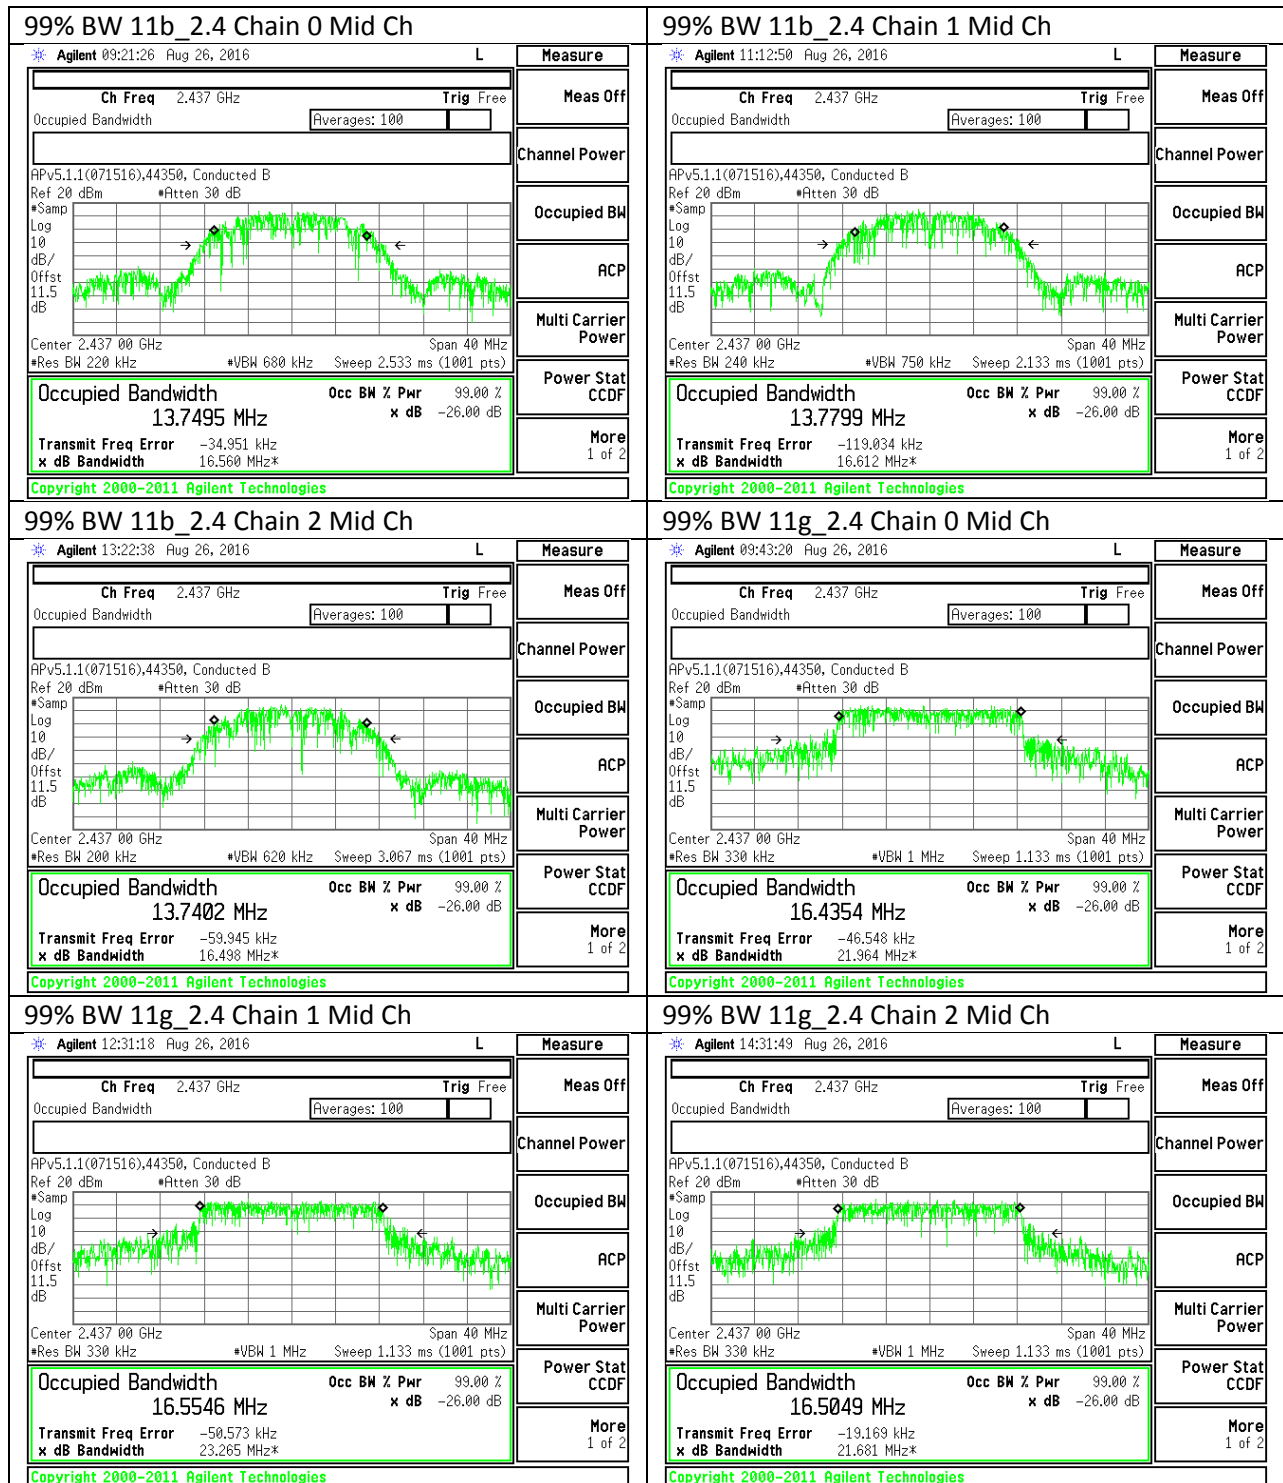 99% BW 11b_2.4 Chain 0 Mid Ch
Agilent 09:21:26 Aug 26, 2016 L Measure
Ch Freq 2.437 GHz Trig Free
Occupied Bandwidth Averages: 100
APv5.1.1(071516),44350, Conducted B
Ref 20 dBm #Atten 30 dB
#Samp
Log
10
dB/
Offst
11.5
dB
Center 2.437 00 GHz Span 40 MHz
#Res BW 220 kHz #VBW 680 kHz Sweep 2.533 ms (1001 pts)
Occupied Bandwidth Occ BW % Pwr 99.00 %
13.7495 MHz x dB -26.00 dB
Transmit Freq Error -34.951 kHz
x dB Bandwidth 16.560 MHz*
Copyright 2000-2011 Agilent Technologies
Meas Off
Channel Power
Occupied BW
ACP
Multi Carrier
Power
Power Stat
CCDF
More
1 of 2
99% BW 11b_2.4 Chain 1 Mid Ch
Agilent 11:12:50 Aug 26, 2016 L Measure
Ch Freq 2.437 GHz Trig Free
Occupied Bandwidth Averages: 100
APv5.1.1(071516),44350, Conducted B
Ref 20 dBm #Atten 30 dB
#Samp
Log
10
dB/
Offst
11.5
dB
Center 2.437 00 GHz Span 40 MHz
#Res BW 240 kHz #VBW 750 kHz Sweep 2.133 ms (1001 pts)
Occupied Bandwidth Occ BW % Pwr 99.00 %
13.7799 MHz x dB -26.00 dB
Transmit Freq Error -119.034 kHz
x dB Bandwidth 16.612 MHz*
Copyright 2000-2011 Agilent Technologies
Meas Off
Channel Power
Occupied BW
ACP
Multi Carrier
Power
Power Stat
CCDF
More
1 of 2
99% BW 11b_2.4 Chain 2 Mid Ch
Agilent 13:22:38 Aug 26, 2016 L Measure
Ch Freq 2.437 GHz Trig Free
Occupied Bandwidth Averages: 100
APv5.1.1(071516),44350, Conducted B
Ref 20 dBm #Atten 30 dB
#Samp
Log
10
dB/
Offst
11.5
dB
Center 2.437 00 GHz Span 40 MHz
#Res BW 200 kHz #VBW 620 kHz Sweep 3.067 ms (1001 pts)
Occupied Bandwidth Occ BW % Pwr 99.00 %
13.7402 MHz x dB -26.00 dB
Transmit Freq Error -59.945 kHz
x dB Bandwidth 16.498 MHz*
Copyright 2000-2011 Agilent Technologies
Meas Off
Channel Power
Occupied BW
ACP
Multi Carrier
Power
Power Stat
CCDF
More
1 of 2
99% BW 11g_2.4 Chain 0 Mid Ch
Agilent 09:43:20 Aug 26, 2016 L Measure
Ch Freq 2.437 GHz Trig Free
Occupied Bandwidth Averages: 100
APv5.1.1(071516),44350, Conducted B
Ref 20 dBm #Atten 30 dB
#Samp
Log
10
dB/
Offst
11.5
dB
Center 2.437 00 GHz Span 40 MHz
#Res BW 330 kHz #VBW 1 MHz Sweep 1.133 ms (1001 pts)
Occupied Bandwidth Occ BW % Pwr 99.00 %
16.4354 MHz x dB -26.00 dB
Transmit Freq Error -46.548 kHz
x dB Bandwidth 21.964 MHz*
Copyright 2000-2011 Agilent Technologies
Meas Off
Channel Power
Occupied BW
ACP
Multi Carrier
Power
Power Stat
CCDF
More
1 of 2
99% BW 11g_2.4 Chain 1 Mid Ch
Agilent 12:31:18 Aug 26, 2016 L Measure
Ch Freq 2.437 GHz Trig Free
Occupied Bandwidth Averages: 100
APv5.1.1(071516),44350, Conducted B
Ref 20 dBm #Atten 30 dB
#Samp
Log
10
dB/
Offst
11.5
dB
Center 2.437 00 GHz Span 40 MHz
#Res BW 330 kHz #VBW 1 MHz Sweep 1.133 ms (1001 pts)
Occupied Bandwidth Occ BW % Pwr 99.00 %
16.5546 MHz x dB -26.00 dB
Transmit Freq Error -50.573 kHz
x dB Bandwidth 23.265 MHz*
Copyright 2000-2011 Agilent Technologies
Meas Off
Channel Power
Occupied BW
ACP
Multi Carrier
Power
Power Stat
CCDF
More
1 of 2
99% BW 11g_2.4 Chain 2 Mid Ch
Agilent 14:31:49 Aug 26, 2016 L Measure
Ch Freq 2.437 GHz Trig Free
Occupied Bandwidth Averages: 100
APv5.1.1(071516),44350, Conducted B
Ref 20 dBm #Atten 30 dB
#Samp
Log
10
dB/
Offst
11.5
dB
Center 2.437 00 GHz Span 40 MHz
#Res BW 330 kHz #VBW 1 MHz Sweep 1.133 ms (1001 pts)
Occupied Bandwidth Occ BW % Pwr 99.00 %
16.5049 MHz x dB -26.00 dB
Transmit Freq Error -19.169 kHz
x dB Bandwidth 21.681 MHz*
Copyright 2000-2011 Agilent Technologies
Meas Off
Channel Power
Occupied BW
ACP
Multi Carrier
Power
Power Stat
CCDF
More
1 of 2